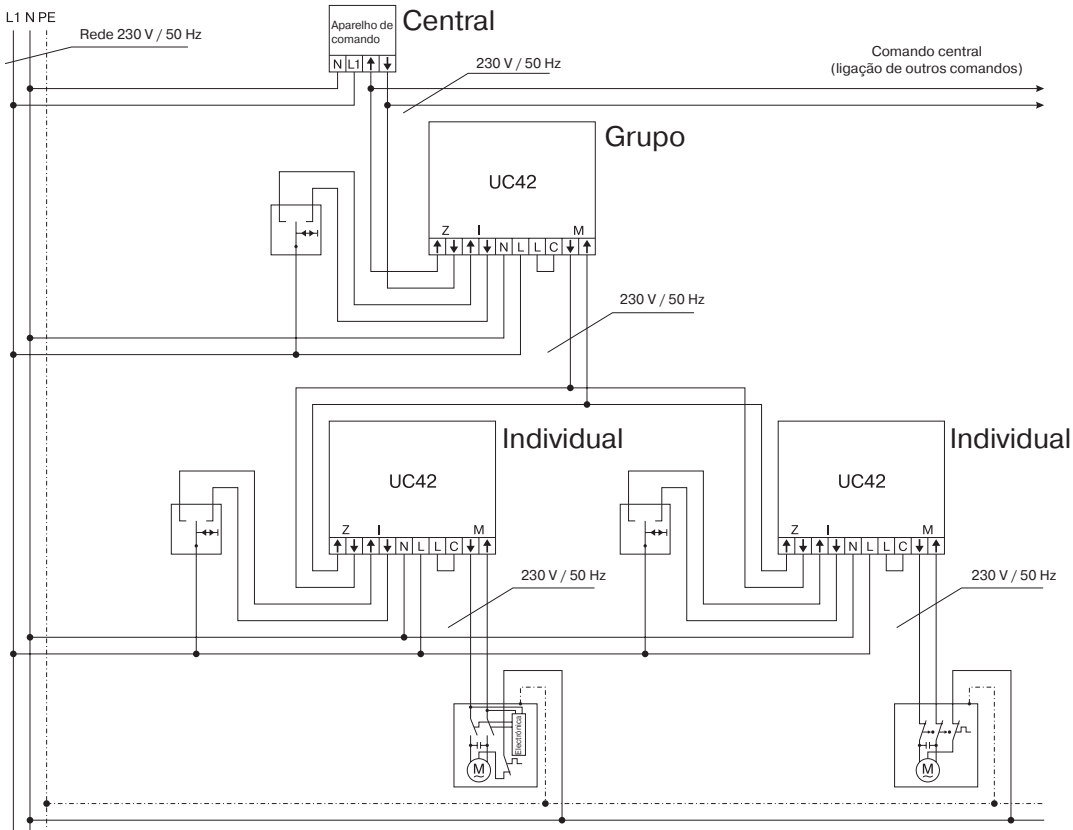 L1 N PE
Rede 230 V / 50 Hz
Aparelho de
comando
Central
N L1
230 V / 50 Hz
Comando central
(ligação de outros comandos)
Grupo
UC42
Z I M
N L L C
230 V / 50 Hz
Individual
UC42
Z I M
N L L C
230 V / 50 Hz
Individual
UC42
Z I M
N L L C
230 V / 50 Hz
Electrónica
M
M